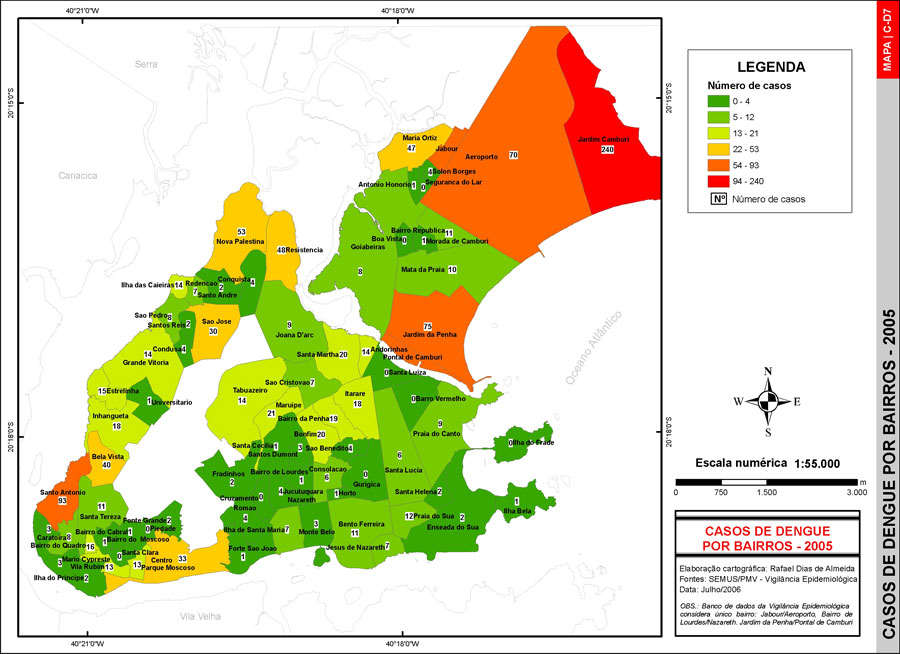 40°21'0"W
40°18'0"W
20°15'0"S
20°18'0"S
20°15'0"S
20°18'0"S
40°21'0"W
40°18'0"W
Serra
Cariacica
Vila Velha
Oceano Atlântico
Jardim Camburi
240
Aeroporto
70
Maria Ortiz
47
Jabour
4 Solon Borges
Antonio Honorio 1
0 Seguranca do Lar
Bairro Republica 11
Boa Vista 0
1 Morada de Camburi
Goiabeiras
8
Mata da Praia 10
75
Jardim da Penha
53
Nova Palestina
48 Resistencia
Conquista 4
Ilha das Caieiras 14
Redencao 2
7 Santo Andre
Sao Pedro 8
Santos Reis 2
Sao Jose
30
Condusa 4
14
Grande Vitoria
9
Joana D'arc
Santa Martha 20
14 Andorinhas
Pontal de Camburi
0 Santa Luiza
15 Estrelinha
1 Universitario
Inhangueta
18
Tabuazeiro
14
Sao Cristovao 7
Itarare
18
Maruipe
21
Bairro da Penha 19
Bonfim 20
0 Barro Vermelho
9
Praia do Canto
0 Ilha do Frade
Bela Vista
40
Santa Cecilia 1
Santos Dumont
3 Sao Benedito 4
6
Santa Lucia
Fradinhos
2
Bairro de Lourdes
1
Consolacao
6
0
Gurigica
Santo Antonio
93
Cruzamento 0
4 Jucutuquara
Nazareth
1 Horto
Santa Helena 2
1
Ilha Bela
11
Santa Tereza
Romao
4
Ilha de Santa Maria 7
3
Monte Belo
Bento Ferreira
11
12 Praia do Sua
2
Enseada do Sua
Fonte Grande 2
3
Caratoira 8
Bairro do Cabral 1
0 Piedade
Bairro do Quadro 16
1 Bairro do Moscoso
Forte Sao Joao
1
Jesus de Nazareth 7
3 Mario Cypreste
0 Santa Clara
Vila Rubim 13
13
Centro 33
Parque Moscoso
Ilha do Principe 2
LEGENDA
Número de casos
0 - 4
5 - 12
13 - 21
22 - 53
54 - 93
94 - 240
Nº Número de casos
N
W E
S
Escala numérica 1:55.000
0 750 1.500 3.000 m
CASOS DE DENGUE
POR BAIRROS - 2005
Elaboração cartográfica: Rafael Dias de Almeida
Fontes: SEMUS/PMV - Vigilância Epidemiológica
Data: Julho/2006
OBS.: Banco de dados da Vigilância Epidemiológica
considera único bairro: Jabour/Aeroporto, Bairro de
Lourdes/Nazareth. Jardim da Penha/Pontal de Camburi
MAPA | C-D7
CASOS DE DENGUE POR BAIRROS - 2005